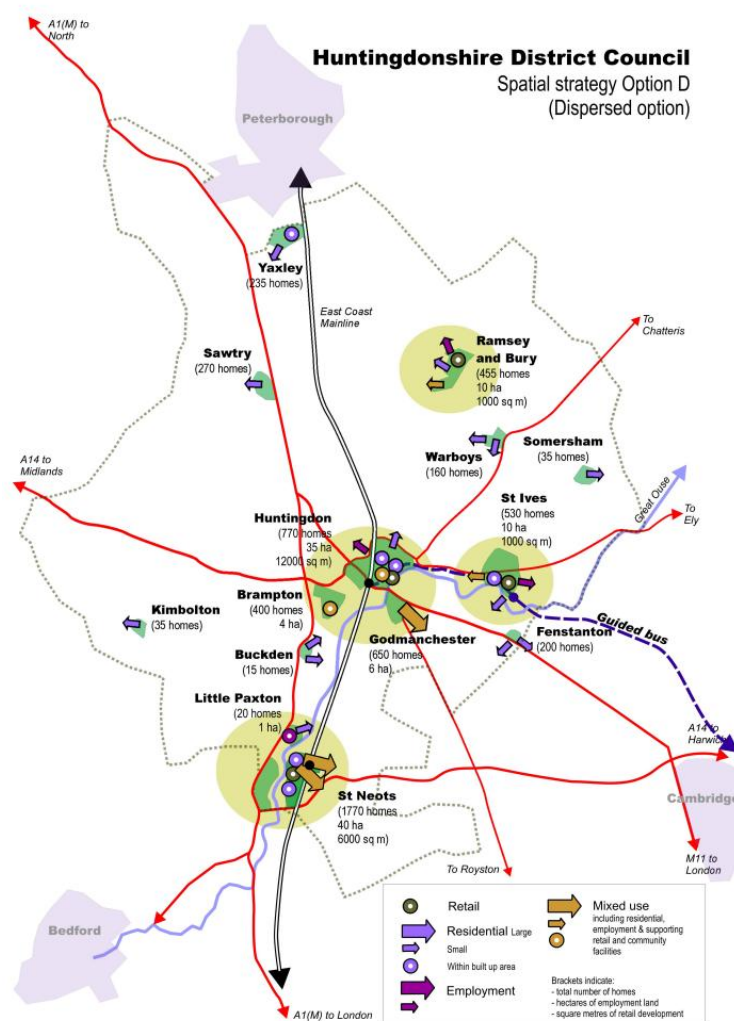 A1(M) to
North
Huntingdonshire District Council
Spatial strategy Option D
(Dispersed option)
Peterborough
Yaxley
(235 homes)
East Coast
Mainline
To
Chatteris
Sawtry
(270 homes)
Ramsey
and Bury
(455 homes
10 ha
1000 sq m)
A14 to
Midlands
Warboys
(160 homes)
Somersham
(35 homes)
Great Ouse
St Ives
(530 homes
10 ha
1000 sq m)
To
Ely
Huntingdon
(770 homes
35 ha
12000 sq m)
Brampton
(400 homes
4 ha)
Kimbolton
(35 homes)
Guided bus
Godmanchester
(650 homes
6 ha)
Fenstanton
(200 homes)
Buckden
(15 homes)
Little Paxton
(20 homes
1 ha)
A14 to
Harwich
St Neots
(1770 homes
40 ha
6000 sq m)
Cambridge
M11 to
London
To Royston
Bedford
A1(M) to London
Retail
Residential Large
Small
Within built up area
Employment
Mixed use
including residential,
employment & supporting
retail and community
facilities
Brackets indicate:
- total number of homes
- hectares of employment land
- square metres of retail development